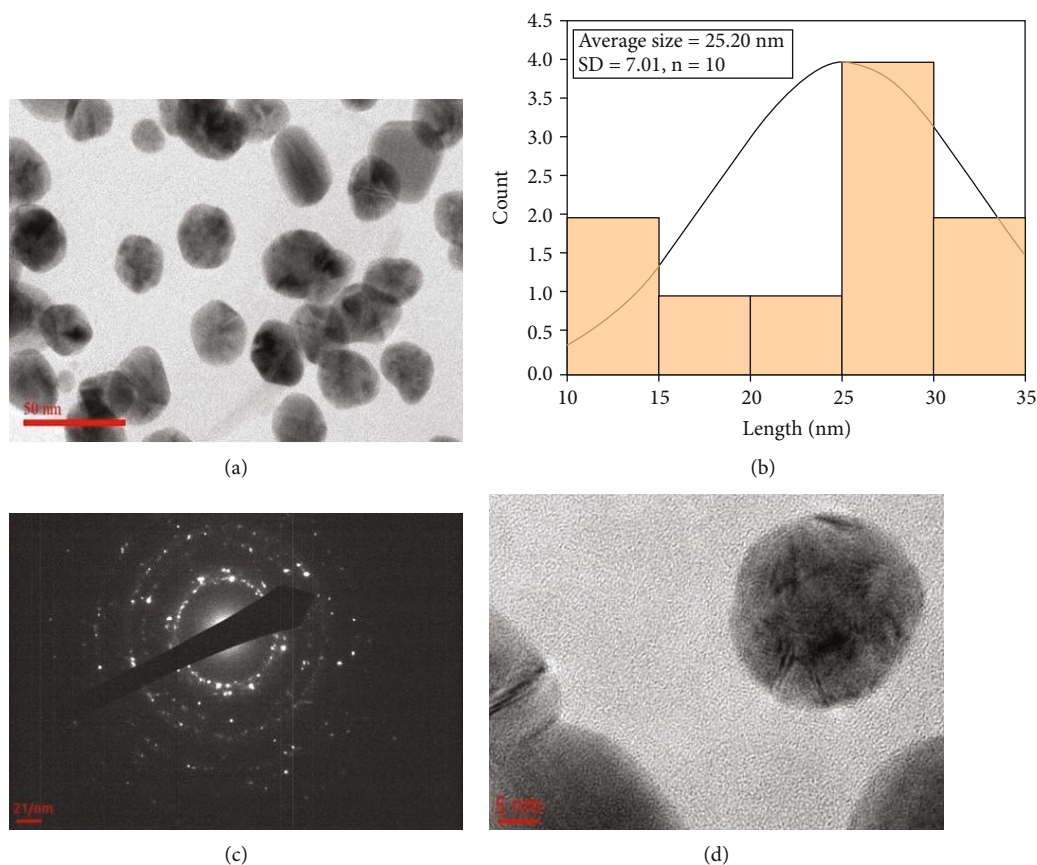 50 nm
(a)
Average size = 25.20 nm
SD = 7.01, n = 10
4.5
4.0
3.5
3.0
2.5
2.0
1.5
1.0
0.5
0.0
Count
10 15 20 25 30 35
Length (nm)
(b)
21/nm
(c)
5 nm
(d)